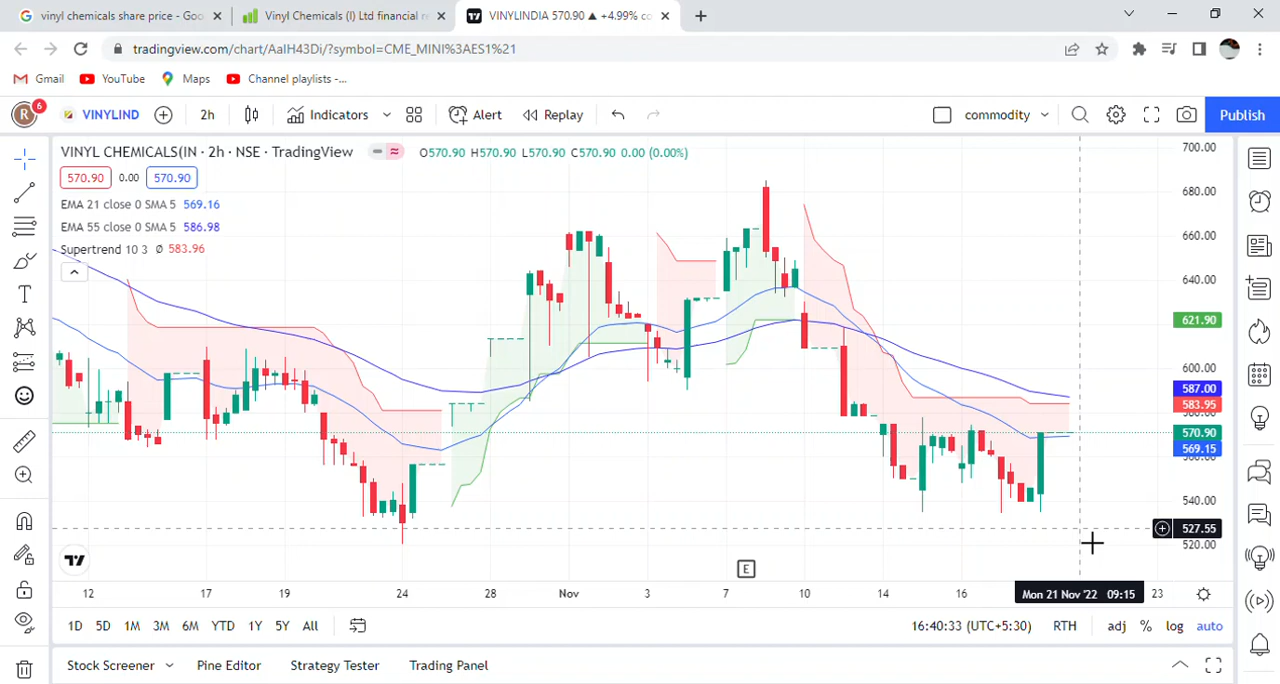 vinyl chemicals share price - Goo
Vinyl Chemicals (I) Ltd financial re
VINYLINDIA 570.90 ▲ +4.99% co
tradingview.com/chart/AaIH43Di/?symbol=CME_MINI%3AES1%21
Gmail
YouTube
Maps
Channel playlists -...
R
6
VINYLIND
2h
Indicators
Alert
Replay
commodity
Publish
VINYL CHEMICALS(IN · 2h · NSE · TradingView
O570.90 H570.90 L570.90 C570.90 0.00 (0.00%)
570.90
0.00
570.90
EMA 21 close 0 SMA 5 569.16
EMA 55 close 0 SMA 5 586.98
Supertrend 10 3 Ø 583.96
700.00
680.00
660.00
640.00
621.90
600.00
587.00
583.95
580.00
570.90
569.15
560.00
540.00
527.55
520.00
E
12
17
19
24
28
Nov
3
7
10
14
16
Mon 21 Nov '22 09:15
23
1D
5D
1M
3M
6M
YTD
1Y
5Y
All
16:40:33 (UTC+5:30)
RTH
adj
%
log
auto
Stock Screener
Pine Editor
Strategy Tester
Trading Panel